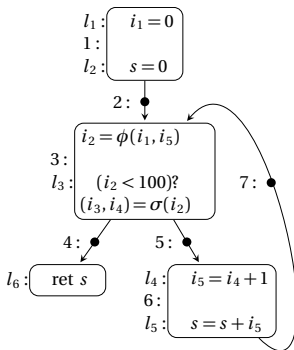 l₁: i₁=0
1:
l₂: s=0
2:
i₂=ϕ(i₁,i₅)
3:
l₃: (i₂<100)?
7:
(i₃,i₄)=σ(i₂)
4: 5:
l₆: ret s
l₄: i₅=i₄+1
6:
l₅: s=s+i₅